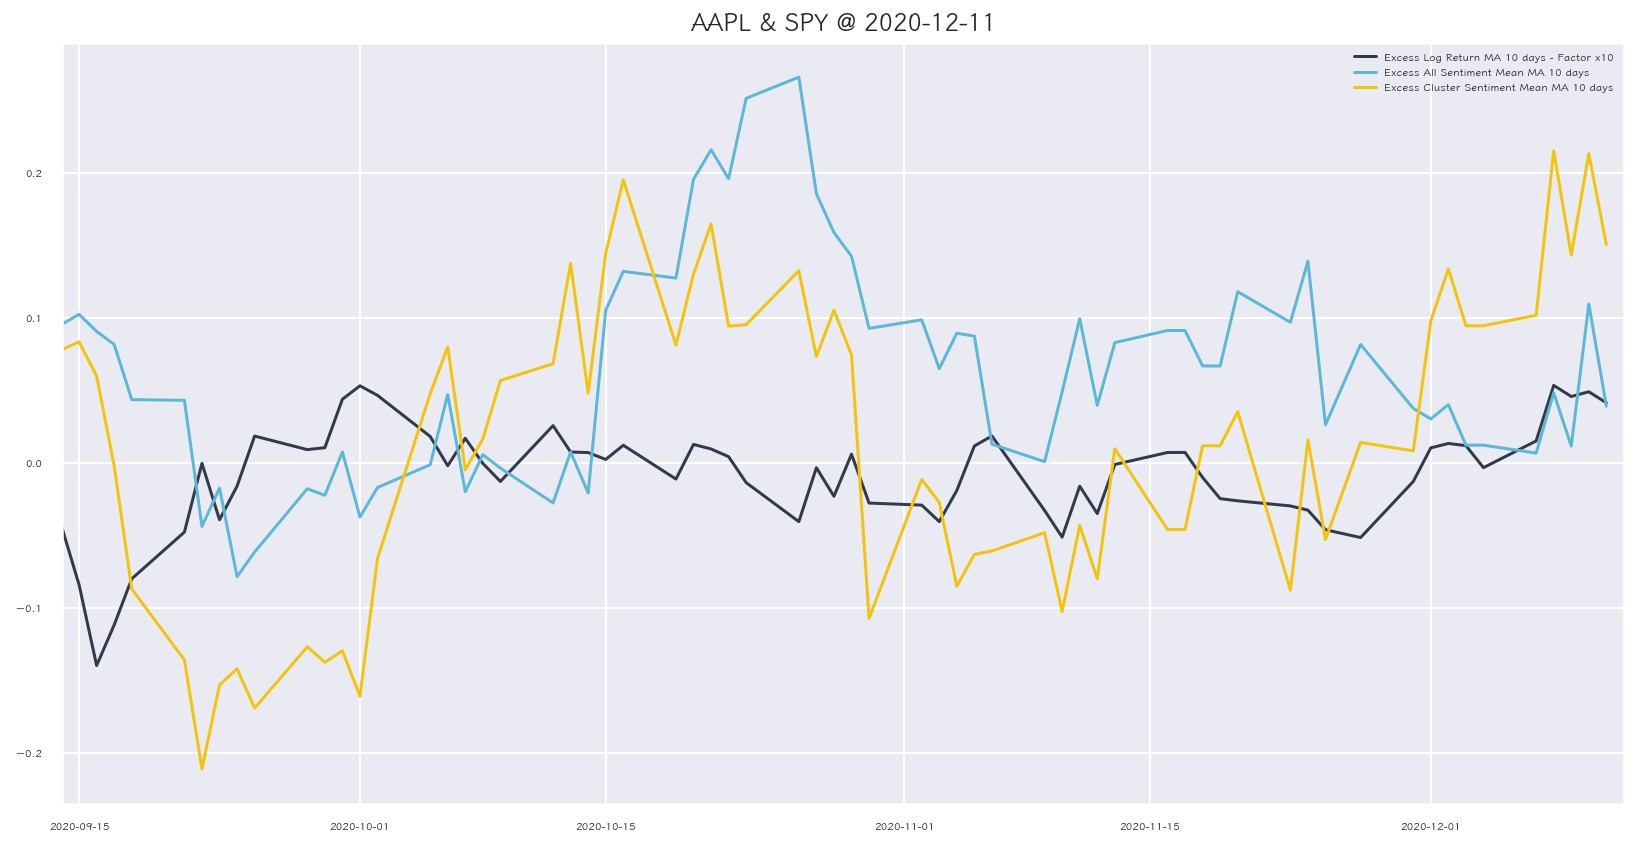 AAPL & SPY @ 2020-12-11
Excess Log Return MA 10 days - Factor x10
Excess All Sentiment Mean MA 10 days
Excess Cluster Sentiment Mean MA 10 days
0.2
0.1
0.0
−0.1
−0.2
2020-09-15 2020-10-01 2020-10-15 2020-11-01 2020-11-15 2020-12-01